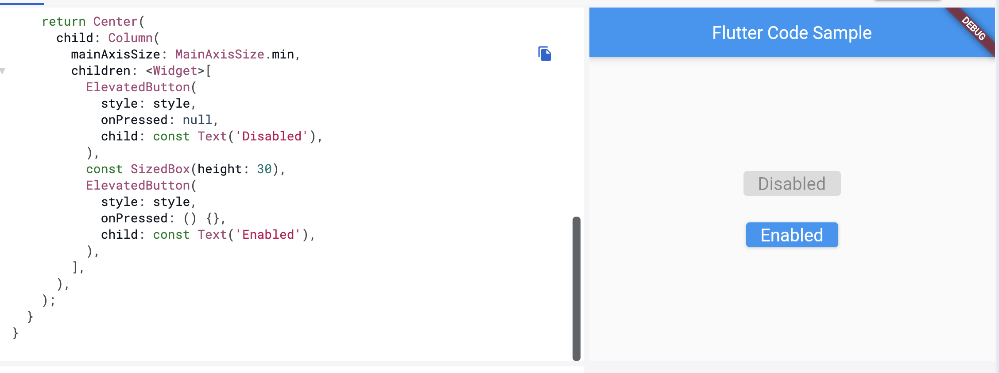 return Center(
child: Column(
mainAxisSize: MainAxisSize.min,
children: <Widget>[
ElevatedButton(
style: style,
onPressed: null,
child: const Text('Disabled'),
),
const SizedBox(height: 30),
ElevatedButton(
style: style,
onPressed: () {},
child: const Text('Enabled'),
),
],
),
);
}
}
Flutter Code Sample
DEBUG
Disabled
Enabled